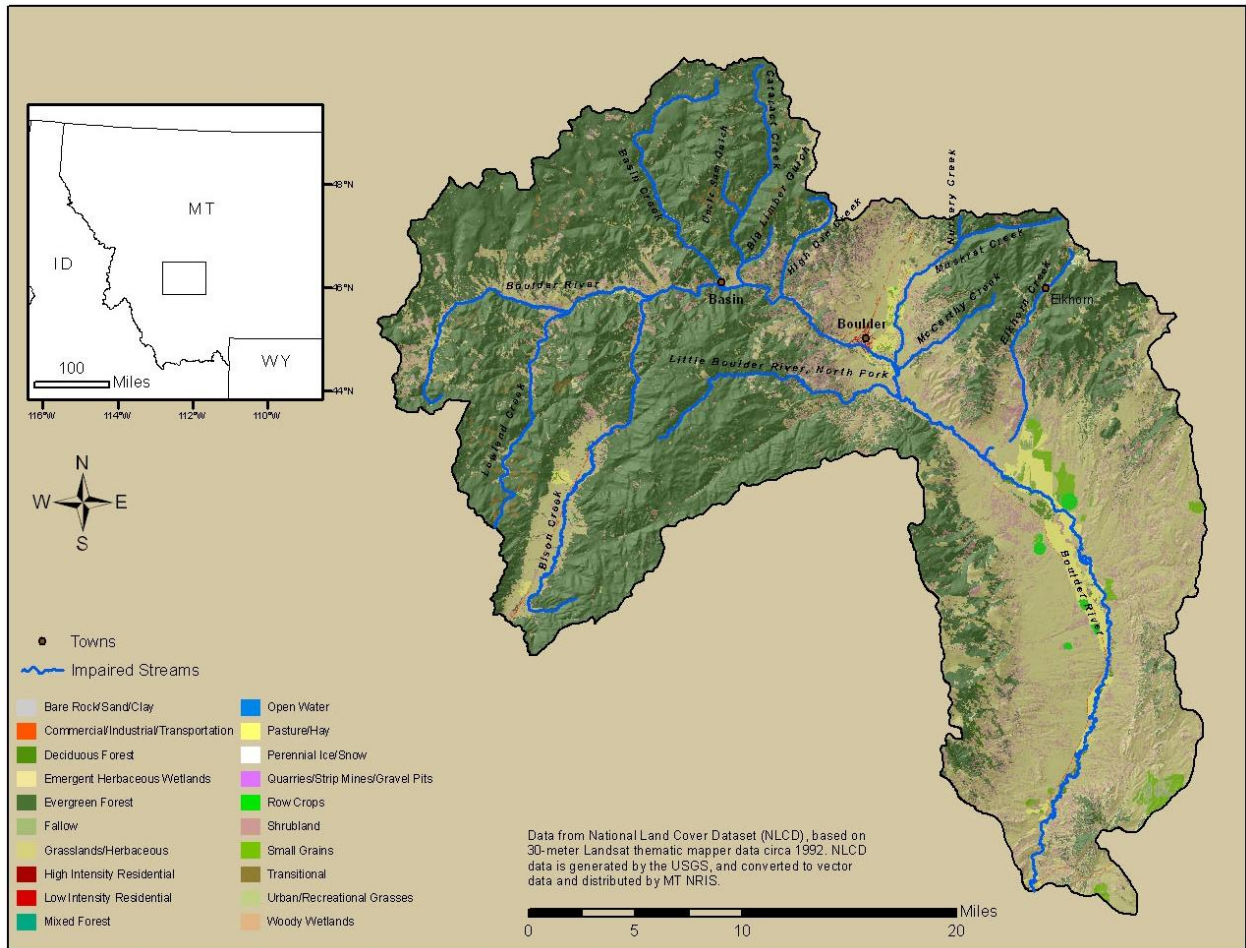 MT
ID
WY
48°N
46°N
44°N
116°W
114°W
112°W
110°W
100
Miles
N
W
E
S
Cataract Creek
Basin Creek
Uncle Sam Gulch
Big Limber Gulch
High Ore Creek
Nursery Creek
Muskrat Creek
McCarthy Creek
Elkhorn Creek
Elkhorn
Boulder River
Basin
Boulder
Little Boulder River, North Fork
Lowland Creek
Bison Creek
Boulder River
Towns
Impaired Streams
Bare Rock/Sand/Clay
Commercial/Industrial/Transportation
Deciduous Forest
Emergent Herbaceous Wetlands
Evergreen Forest
Fallow
Grasslands/Herbaceous
High Intensity Residential
Low Intensity Residential
Mixed Forest
Open Water
Pasture/Hay
Perennial Ice/Snow
Quarries/Strip Mines/Gravel Pits
Row Crops
Shrubland
Small Grains
Transitional
Urban/Recreational Grasses
Woody Wetlands
Data from National Land Cover Dataset (NLCD), based on
30-meter Landsat thematic mapper data circa 1992. NLCD
data is generated by the USGS, and converted to vector
data and distributed by MT NRIS.
Miles
0 5 10 20